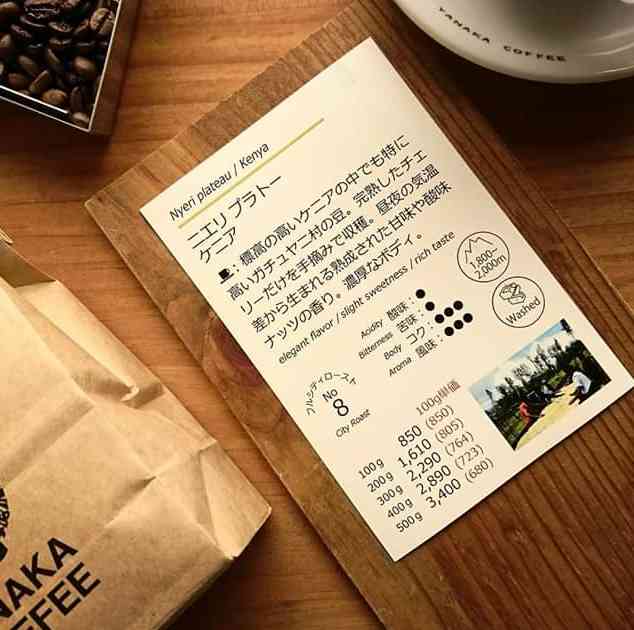 YANAKA COFFEE
Nyeri plateau / Kenya
ニエリ プラトー
ケニア
：標高の高いケニアの中でも特に
高いガチュヤニ村の豆。完熟したチェ
リーだけを手摘みで収穫。昼夜の気温
差から生まれる熟成された甘味や酸味
ナッツの香り。濃厚なボディ。
elegant flavor / slight sweetness / rich taste
1,800~
2,000m
Washed
Acidity 酸味：●
Bitterness 苦味：●●
Body コク：●●●
Aroma 風味：●●●
フルシティロースト
No
8
City Roast
100g単価
100g 850 (850)
200g 1,610 (805)
300g 2,290 (764)
400g 2,890 (723)
500g 3,400 (680)
NAKA
FFEE